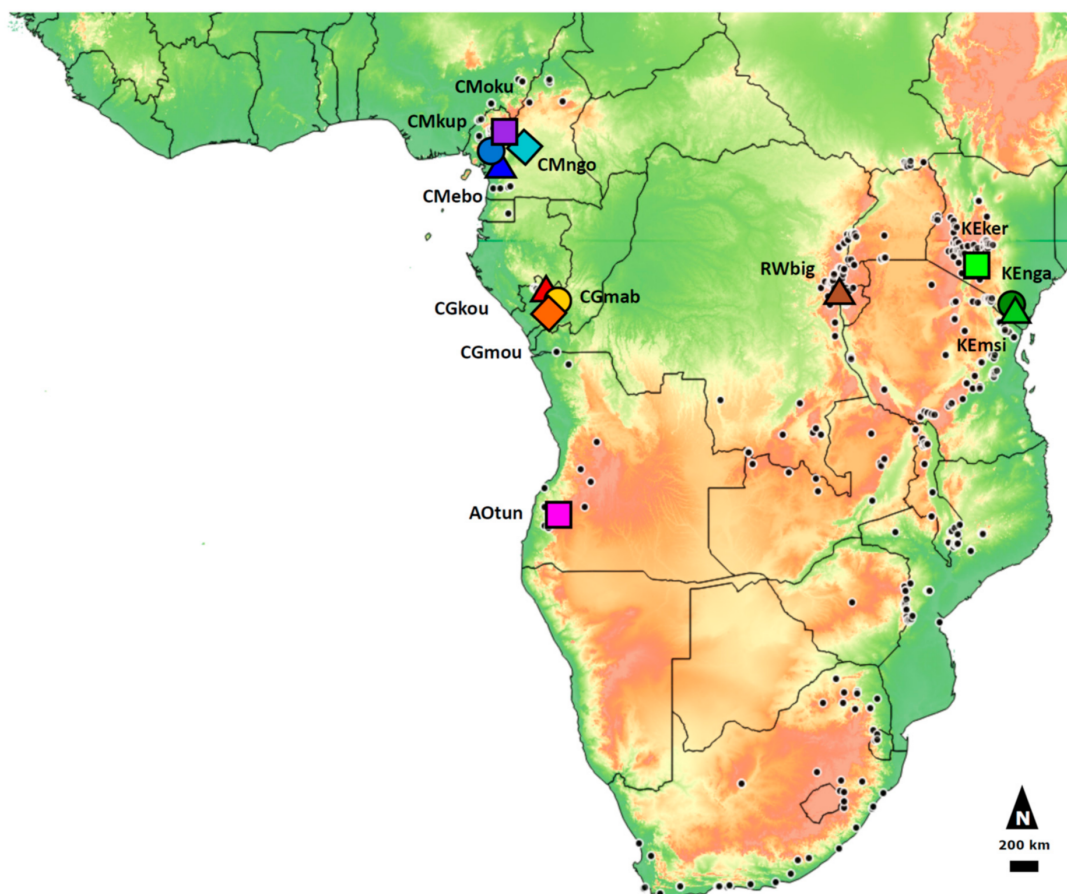 CMoku
CMkup
CMngo
CMebo
KEker
RWbig
KEnga
CGmab
CGkou
KEmsi
CGmou
AOtun
N
200 km